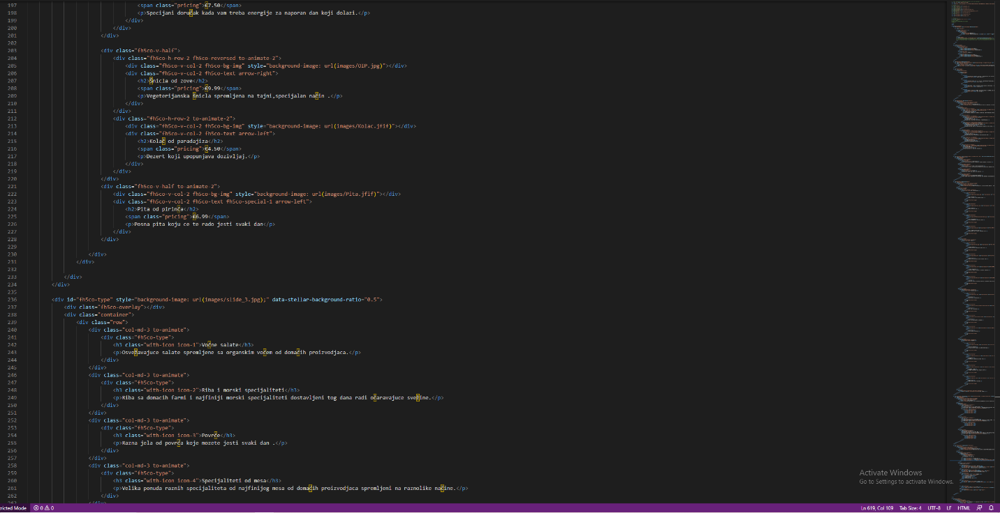 197 <span class="pricing">€7.50</span>
198 <p>Specijani doručak kada vam treba energije za naporan dan koji dolazi.</p>
199 </div>
200 </div>
201 </div>
202
203 <div class="fh5co-v-half">
204 <div class="fh5co-h-row-2 fh5co-reversed to-animate-2">
205 <div class="fh5co-v-col-2 fh5co-bg-img" style="background-image: url(images/OIP.jpg)"></div>
206 <div class="fh5co-v-col-2 fh5co-text arrow-right">
207 <h2>Šnicla od zove</h2>
208 <span class="pricing">€9.99</span>
209 <p>Vegeterijanska šnicla spremljena na tajni,specijalan način .</p>
210 </div>
211 </div>
212 <div class="fh5co-h-row-2 to-animate-2">
213 <div class="fh5co-v-col-2 fh5co-bg-img" style="background-image: url(images/Kolac.jfif)"></div>
214 <div class="fh5co-v-col-2 fh5co-text arrow-left">
215 <h2>Kolač od paradajiza</h2>
216 <span class="pricing">€4.50</span>
217 <p>Dezert koji upopunjava dozivljaj.</p>
218 </div>
219 </div>
220 </div>
221 <div class="fh5co-v-half to-animate-2">
222 <div class="fh5co-v-col-2 fh5co-bg-img" style="background-image: url(images/Pita.jfif)"></div>
223 <div class="fh5co-v-col-2 fh5co-text fh5co-special-1 arrow-left">
224 <h2>Pita od pirinča</h2>
225 <span class="pricing">€6.99</span>
226 <p>Posna pita koju ce te rado jesti svaki dan</p>
227 </div>
228 </div>
229
230 </div>
231 </div>
232
233 </div>
234 </div>
235
236 <div id="fh5co-type" style="background-image: url(images/slide_3.jpg);" data-stellar-background-ratio="0.5">
237 <div class="fh5co-overlay"></div>
238 <div class="container">
239 <div class="row">
240 <div class="col-md-3 to-animate">
241 <div class="fh5co-type">
242 <h3 class="with-icon icon-1">Voćne salate</h3>
243 <p>Osvežavajuce salate spremljene sa organskim voćem od domaćih proizvodjaca.</p>
244 </div>
245 </div>
246 <div class="col-md-3 to-animate">
247 <div class="fh5co-type">
248 <h3 class="with-icon icon-2">Riba i morski specijaliteti</h3>
249 <p>Riba sa domacih farmi i najfiniji morski specijaliteti dostavljeni tog dana radi očaravajuce svežine.</p>
250 </div>
251 </div>
252 <div class="col-md-3 to-animate">
253 <div class="fh5co-type">
254 <h3 class="with-icon icon-3">Povrće</h3>
255 <p>Razna jela od povrća koje mozete jesti svaki dan .</p>
256 </div>
257 </div>
258 <div class="col-md-3 to-animate">
259 <div class="fh5co-type">
260 <h3 class="with-icon icon-4">Specijaliteti od mesa</h3>
261 <p>Velika ponuda raznih specijaliteta od najfinijeg mesa od domaćih proizvodjaca spremljeni na raznolike načine.</p>
262 </div>
263 </div>
Activate Windows
Go to Settings to activate Windows.
ricted Mode 0 0 Ln 619, Col 109 Tab Size: 4 UTF-8 LF HTML